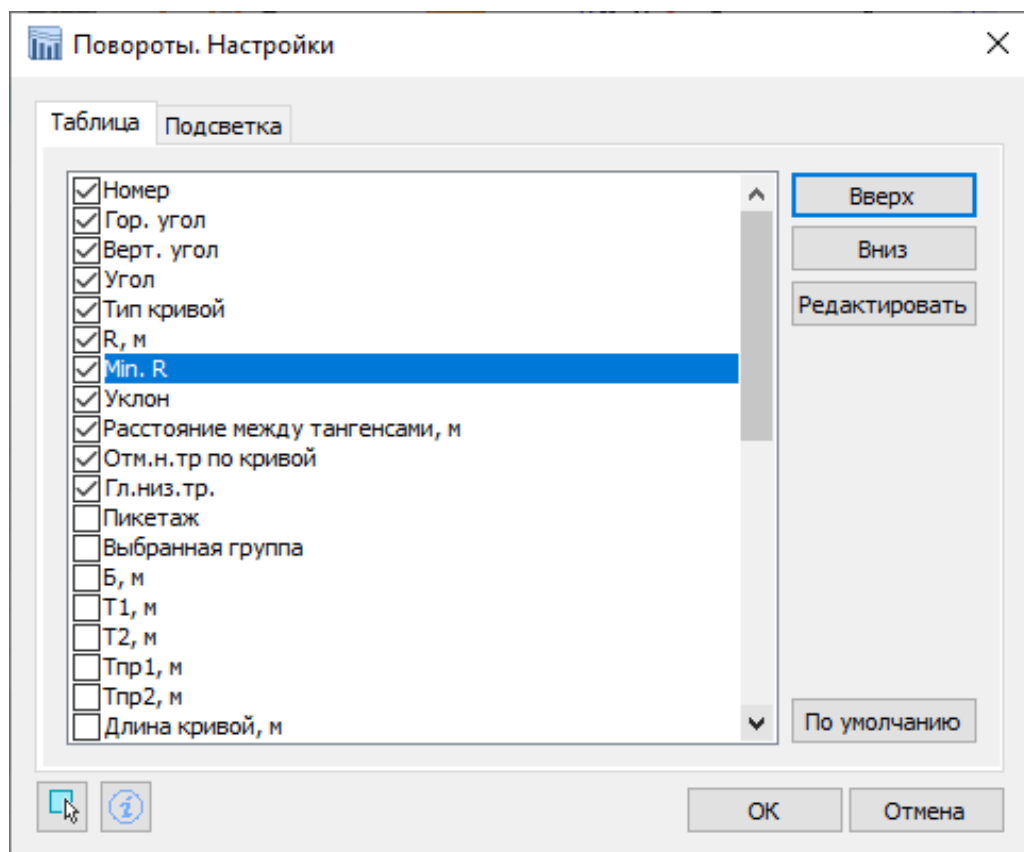 Повороты. Настройки
Таблица
Подсветка
Номер
Гор. угол
Верт. угол
Угол
Тип кривой
R, м
Min. R
Уклон
Расстояние между тангенсами, м
Отм.н.тр по кривой
Гл.низ.тр.
Пикетаж
Выбранная группа
Б, м
Т1, м
Т2, м
Тпр1, м
Тпр2, м
Длина кривой, м
Вверх
Вниз
Редактировать
По умолчанию
ОК
Отмена